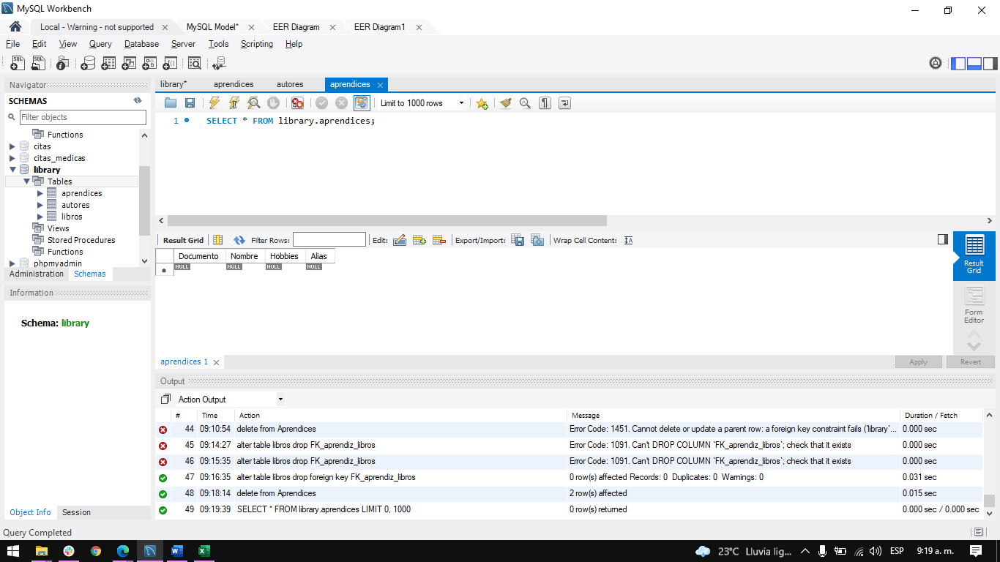 MySQL Workbench
Local - Warning - not supported
MySQL Model*
EER Diagram
EER Diagram1
File Edit View Query Database Server Tools Scripting Help
Navigator
SCHEMAS
Filter objects
Functions
citas
citas_medicas
library
Tables
aprendices
autores
libros
Views
Stored Procedures
Functions
phpmyadmin
Administration Schemas
Information
Schema: library
Object Info Session
library* aprendices autores aprendices
Limit to 1000 rows
1 SELECT * FROM library.aprendices;
Result Grid Filter Rows: Edit: Export/Import: Wrap Cell Content:
Documento Nombre Hobbies Alias
NULL NULL NULL NULL
Result Grid
Form Editor
aprendices 1
Apply Revert
Output
Action Output
# Time Action Message Duration / Fetch
44 09:10:54 delete from Aprendices Error Code: 1451. Cannot delete or update a parent row: a foreign key constraint fails (`library`... 0.000 sec
45 09:14:27 alter table libros drop FK_aprendiz_libros Error Code: 1091. Can't DROP COLUMN `FK_aprendiz_libros`; check that it exists 0.000 sec
46 09:15:35 alter table libros drop FK_aprendiz_libros Error Code: 1091. Can't DROP COLUMN `FK_aprendiz_libros`; check that it exists 0.000 sec
47 09:16:35 alter table libros drop foreign key FK_aprendiz_libros 0 row(s) affected Records: 0 Duplicates: 0 Warnings: 0 0.031 sec
48 09:18:14 delete from Aprendices 2 row(s) affected 0.015 sec
49 09:19:39 SELECT * FROM library.aprendices LIMIT 0, 1000 0 row(s) returned 0.000 sec / 0.000 sec
Query Completed
23°C Lluvia lig... ESP 9:19 a. m.